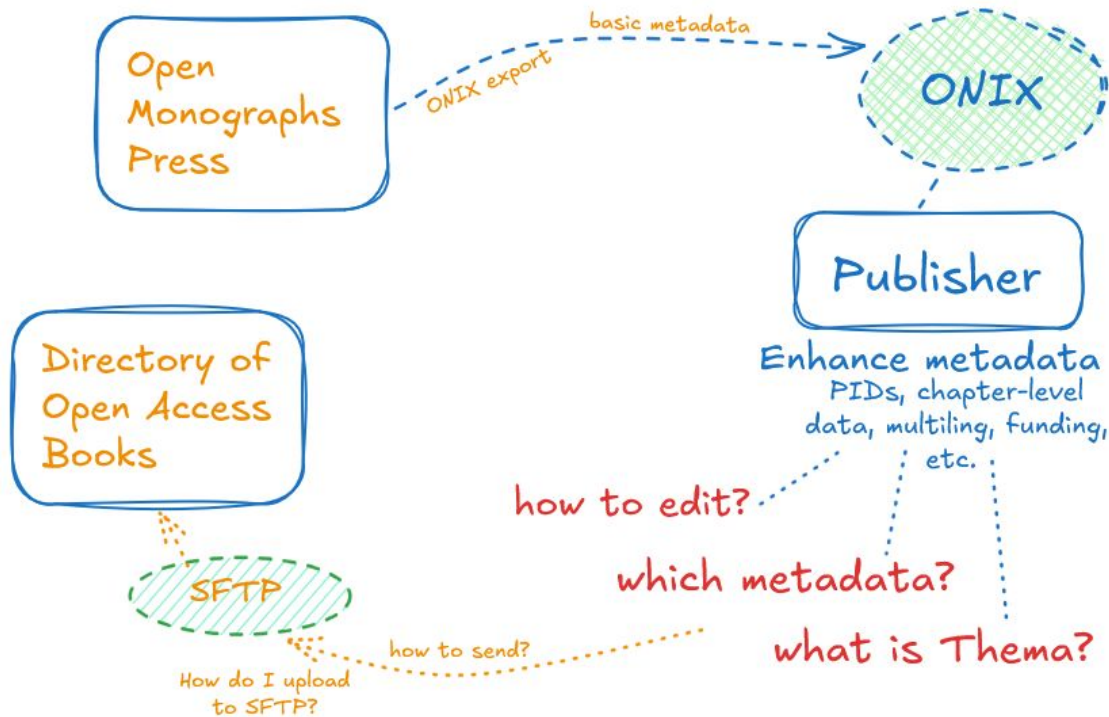 Open
Monographs
Press
ONIX export
basic metadata
ONIX
Publisher
Enhance metadata
PIDs, chapter-level
data, multiling, funding,
etc.
how to edit?
which metadata?
what is Thema?
how to send?
How do I upload
to SFTP?
SFTP
Directory of
Open Access
Books